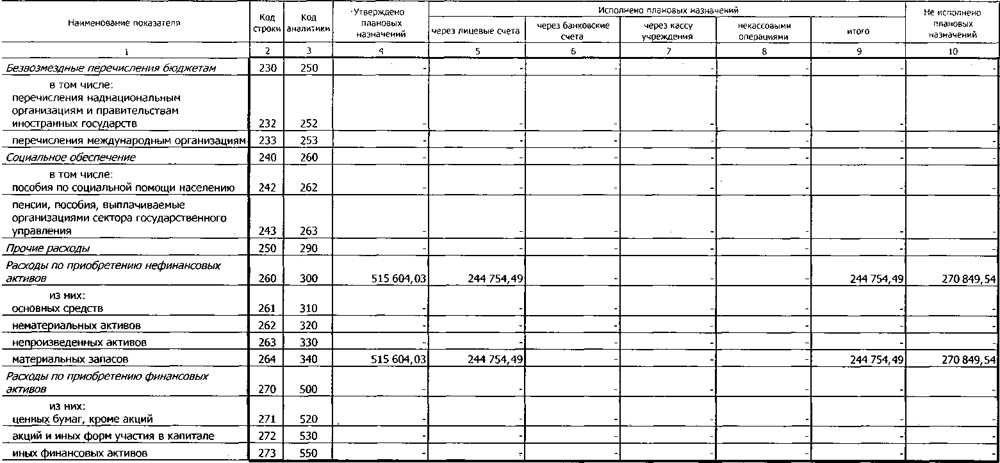 Наименование показателя | Код строки | Код аналитики | Утверждено плановых назначений | Исполнено плановых назначений | Не исполнено плановых назначений
через лицевые счета | через банковские счета | через кассу учреждения | некассовыми операциями | итого
1 | 2 | 3 | 4 | 5 | 6 | 7 | 8 | 9 | 10
Безвозмездные перечисления бюджетам | 230 | 250 | - | - | - | - | - | - | -
в том числе:
перечисления наднациональным
организациям и правительствам
иностранных государств | 232 | 252 | - | - | - | - | - | - | -
перечисления международным организациям | 233 | 253 | - | - | - | - | - | - | -
Социальное обеспечение | 240 | 260 | - | - | - | - | - | - | -
в том числе:
пособия по социальной помощи населению | 242 | 262 | - | - | - | - | - | - | -
пенсии, пособия, выплачиваемые
организациями сектора государственного
управления | 243 | 263 | - | - | - | - | - | - | -
Прочие расходы | 250 | 290 | - | - | - | - | - | - | -
Расходы по приобретению нефинансовых
активов | 260 | 300 | 515 604,03 | 244 754,49 | - | - | - | 244 754,49 | 270 849,54
из них:
основных средств | 261 | 310 | - | - | - | - | - | - | -
нематериальных активов | 262 | 320 | - | - | - | - | - | - | -
непроизведенных активов | 263 | 330 | - | - | - | - | - | - | -
материальных запасов | 264 | 340 | 515 604,03 | 244 754,49 | - | - | - | 244 754,49 | 270 849,54
Расходы по приобретению финансовых
активов | 270 | 500 | - | - | - | - | - | - | -
из них:
ценных бумаг, кроме акций | 271 | 520 | - | - | - | - | - | - | -
акций и иных форм участия в капитале | 272 | 530 | - | - | - | - | - | - | -
иных финансовых активов | 273 | 550 | - | - | - | - | - | - | -